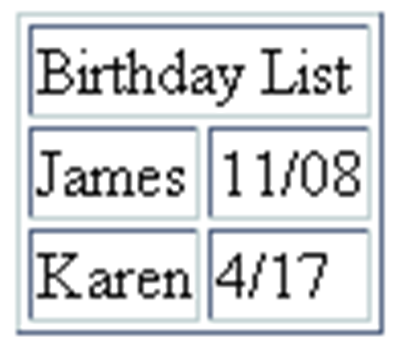 Birthday List
James 11/08
Karen 4/17